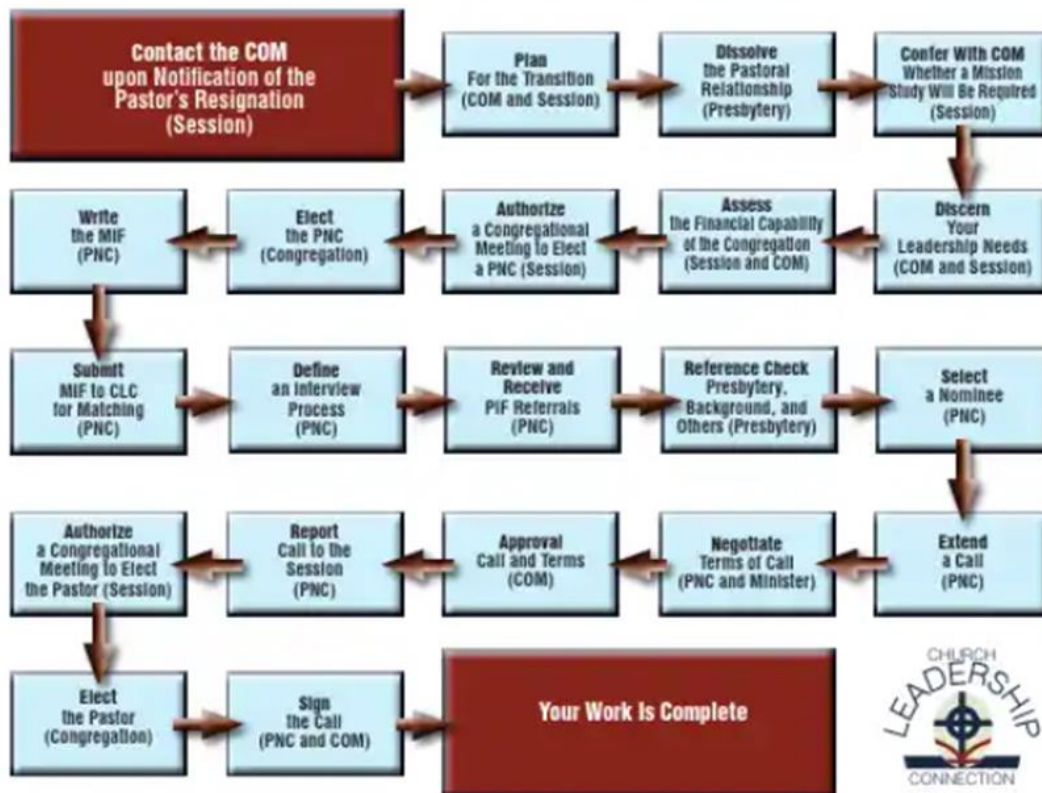 Contact the COM
upon Notification of the
Pastor's Resignation
(Session)
Plan
For the Transition
(COM and Session)
Dissolve
the Pastoral
Relationship
(Presbytery)
Confer With COM
Whether a Mission
Study Will Be Required
(Session)
Discern
Your
Leadership Needs
(COM and Session)
Assess
the Financial Capability
of the Congregation
(Session and COM)
Authorize
a Congregational
Meeting to Elect
a PNC (Session)
Elect
the PNC
(Congregation)
Write
the MIF
(PNC)
Submit
MIF to CLC
for Matching
(PNC)
Define
an Interview
Process
(PNC)
Review and
Receive
PIF Referrals
(PNC)
Reference Check
Presbytery,
Background, and
Others (Presbytery)
Select
a Nominee
(PNC)
Extend
a Call
(PNC)
Negotiate
Terms of Call
(PNC and Minister)
Approval
Call and Terms
(COM)
Report
Call to the
Session
(PNC)
Authorize
a Congregational
Meeting to Elect
the Pastor (Session)
Elect
the Pastor
(Congregation)
Sign
the Call
(PNC and COM)
Your Work Is Complete
CHURCH
LEADERSHIP
CONNECTION